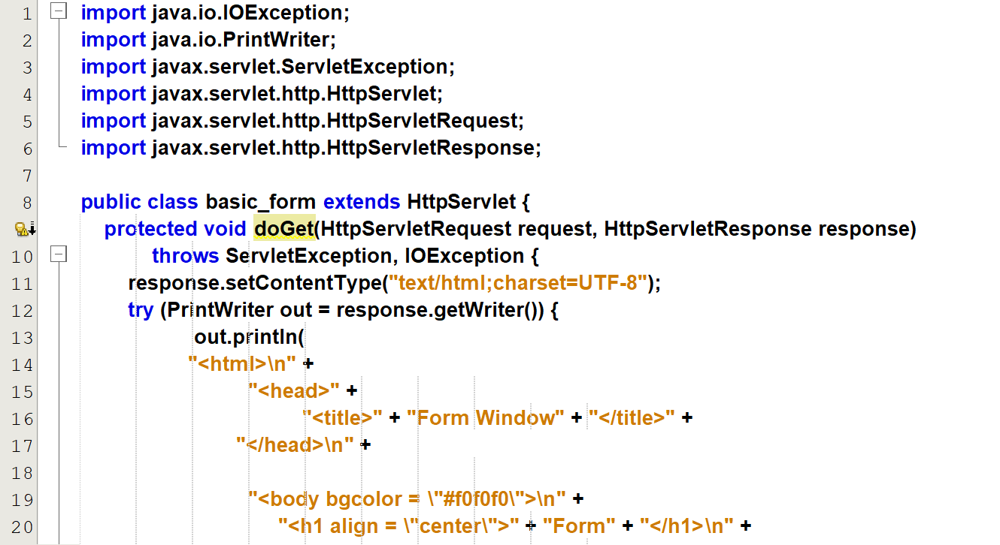 1 import java.io.IOException;
2 import java.io.PrintWriter;
3 import javax.servlet.ServletException;
4 import javax.servlet.http.HttpServlet;
5 import javax.servlet.http.HttpServletRequest;
6 import javax.servlet.http.HttpServletResponse;
7
8 public class basic_form extends HttpServlet {
protected void doGet(HttpServletRequest request, HttpServletResponse response)
10 throws ServletException, IOException {
11 response.setContentType("text/html;charset=UTF-8");
12 try (PrintWriter out = response.getWriter()) {
13 out.println(
14 "<html>\n" +
15 "<head>" +
16 "<title>" + "Form Window" + "</title>" +
17 "</head>\n" +
18
19 "<body bgcolor = \"#f0f0f0\">\n" +
20 "<h1 align = \"center\">" + "Form" + "</h1>\n" +